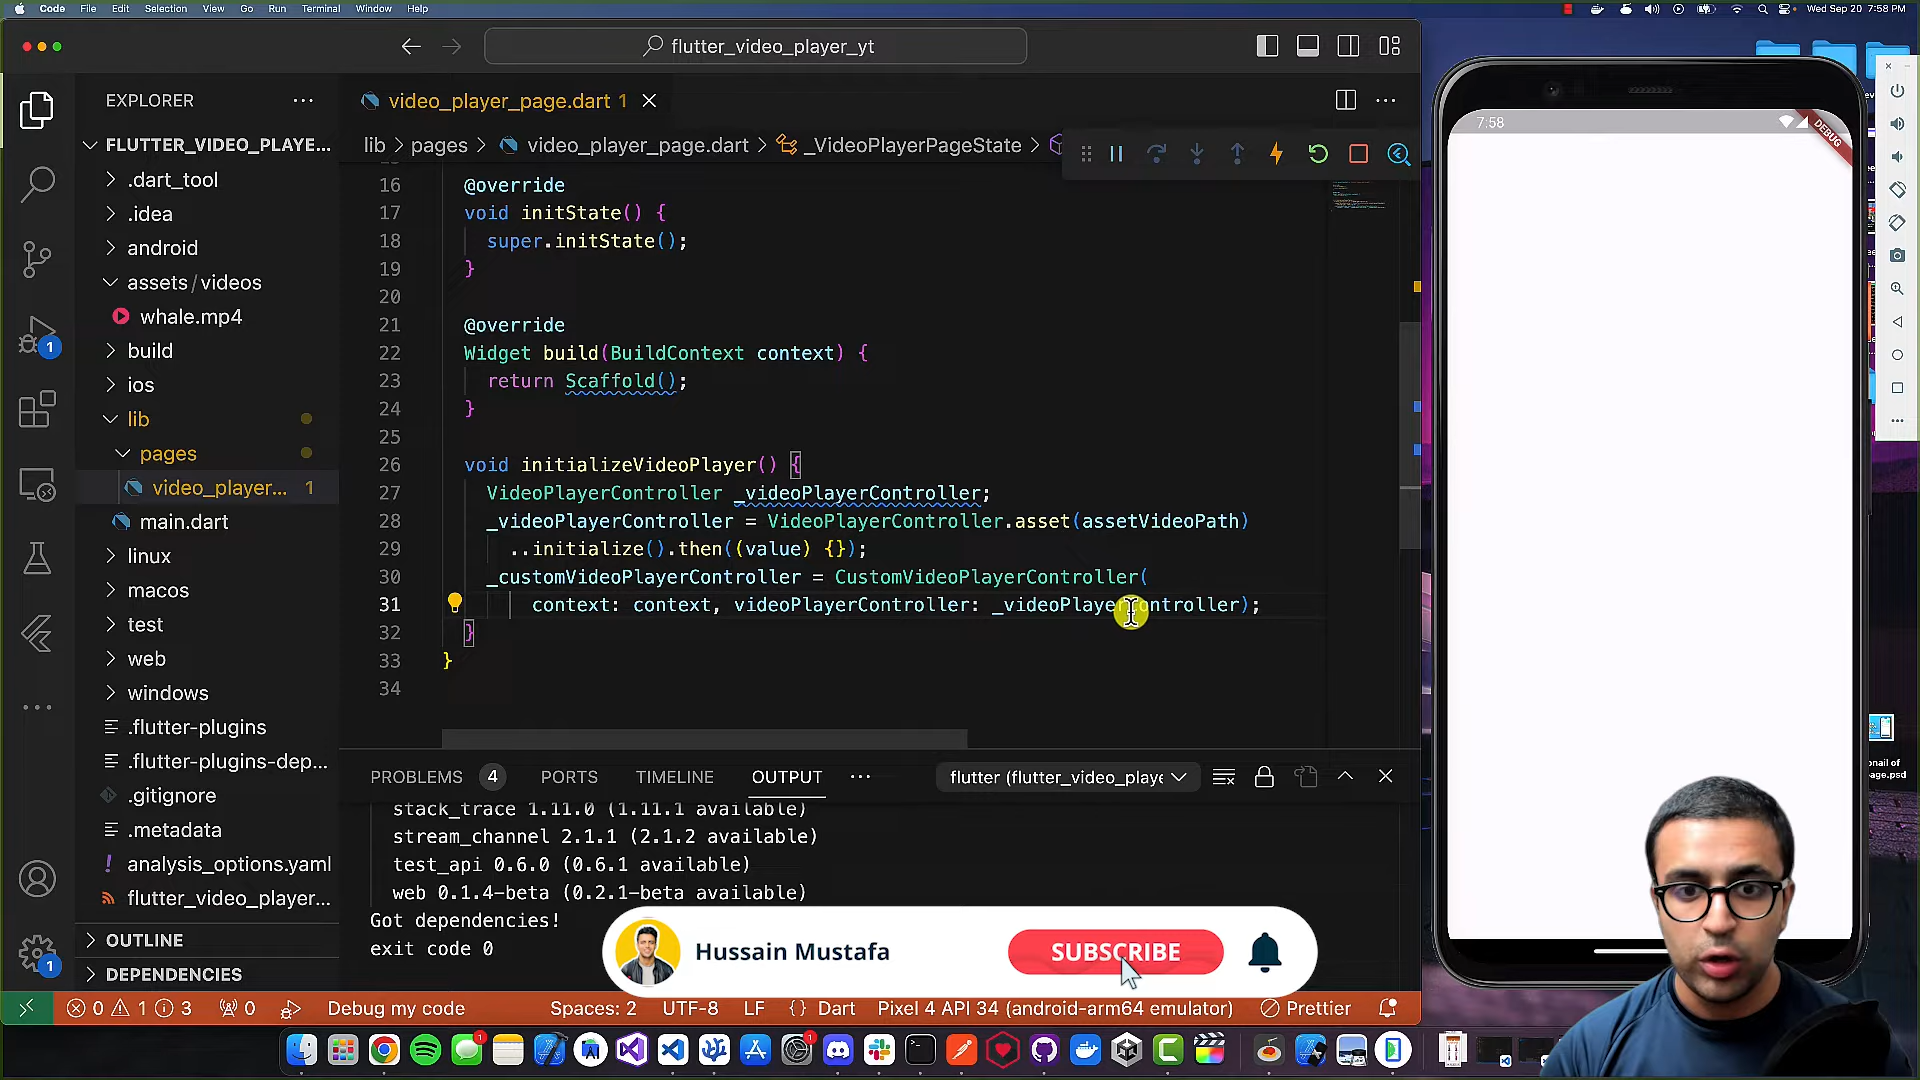 Code File Edit Selection View Go Run Terminal Window Help
Wed Sep 20 7:58 PM
flutter_video_player_yt
EXPLORER
FLUTTER_VIDEO_PLAYE...
.dart_tool
.idea
android
assets/videos
whale.mp4
build
ios
lib
pages
video_player... 1
main.dart
linux
macos
test
web
windows
.flutter-plugins
.flutter-plugins-dep...
.gitignore
.metadata
analysis_options.yaml
flutter_video_player...
OUTLINE
DEPENDENCIES
1
1
video_player_page.dart 1
lib > pages > video_player_page.dart > _VideoPlayerPageState >
16 @override
17 void initState() {
18 super.initState();
19 }
20
21 @override
22 Widget build(BuildContext context) {
23 return Scaffold();
24 }
25
26 void initializeVideoPlayer() {
27 VideoPlayerController _videoPlayerController;
28 _videoPlayerController = VideoPlayerController.asset(assetVideoPath)
29 ..initialize().then((value) {});
30 _customVideoPlayerController = CustomVideoPlayerController(
31 context: context, videoPlayerController: _videoPlayerController);
32 }
33 }
34
PROBLEMS 4 PORTS TIMELINE OUTPUT
flutter (flutter_video_playe
stack_trace 1.11.0 (1.11.1 available)
stream_channel 2.1.1 (2.1.2 available)
test_api 0.6.0 (0.6.1 available)
web 0.1.4-beta (0.2.1-beta available)
Got dependencies!
exit code 0
Hussain Mustafa
SUBSCRIBE
0 1 3 0 Debug my code Spaces: 2 UTF-8 LF {} Dart Pixel 4 API 34 (android-arm64 emulator) Prettier
7:58
DEBUG